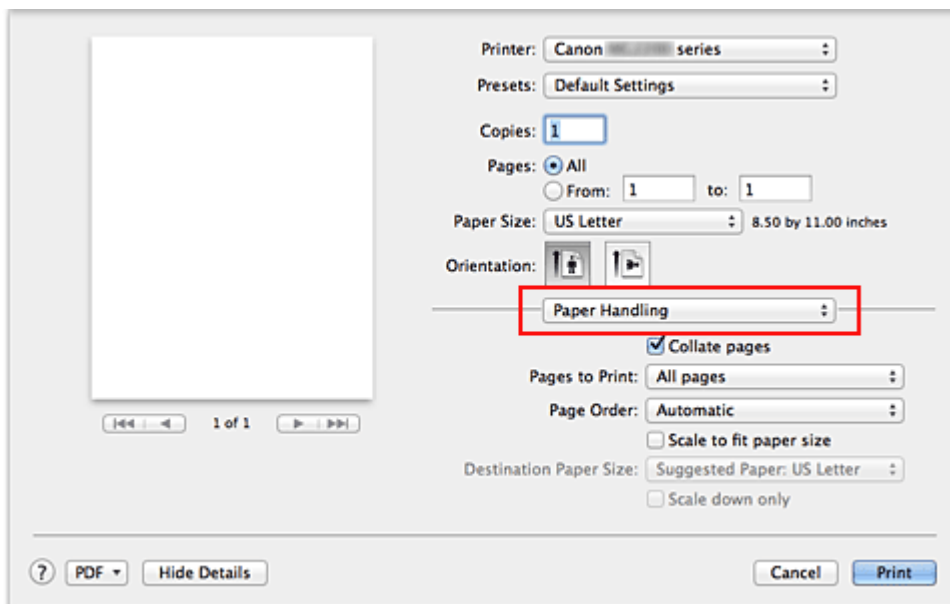 Printer: Canon series
Presets: Default Settings
Copies: 1
Pages: All
From: 1 to: 1
Paper Size: US Letter 8.50 by 11.00 inches
Orientation:
Paper Handling
Collate pages
Pages to Print: All pages
1 of 1
Page Order: Automatic
Scale to fit paper size
Destination Paper Size: Suggested Paper: US Letter
Scale down only
? PDF Hide Details Cancel Print